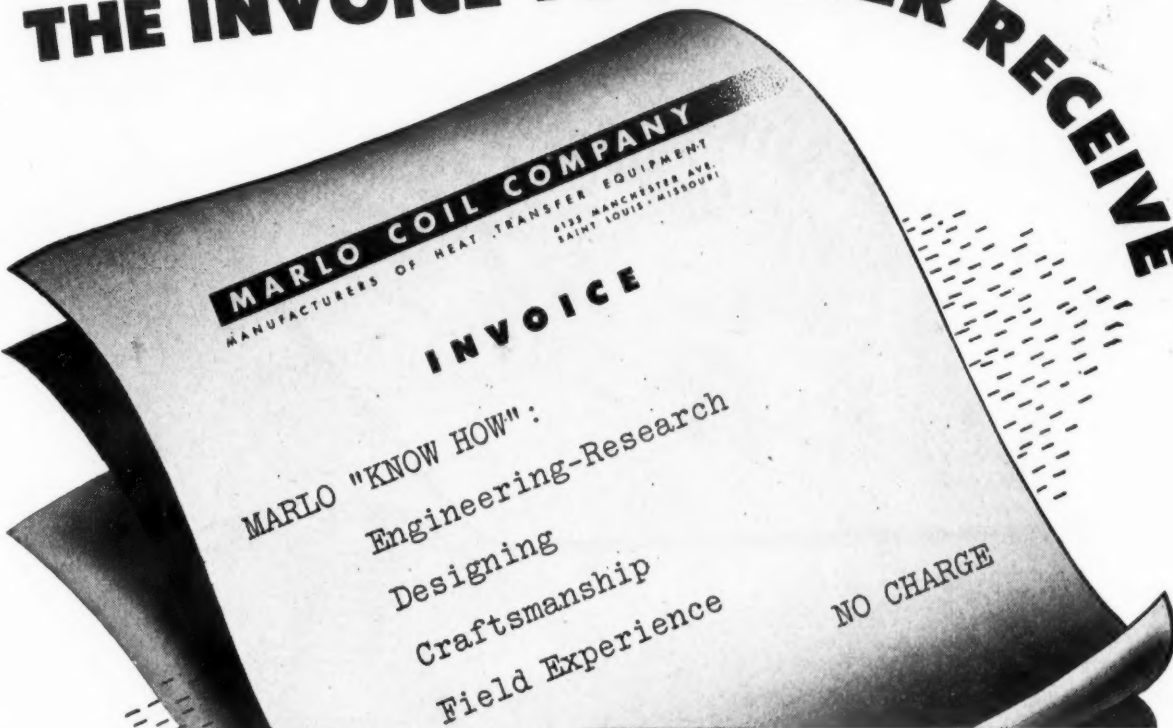 THE INVOICE RECEIVE
MARLO COIL COMPANY
MANUFACTURERS OF HEAT TRANSFER EQUIPMENT
6135 MANCHESTER AVE.
SAINT LOUIS • MISSOURI
INVOICE
MARLO "KNOW HOW":
Engineering-Research
Designing
Craftsmanship
Field Experience
NO CHARGE